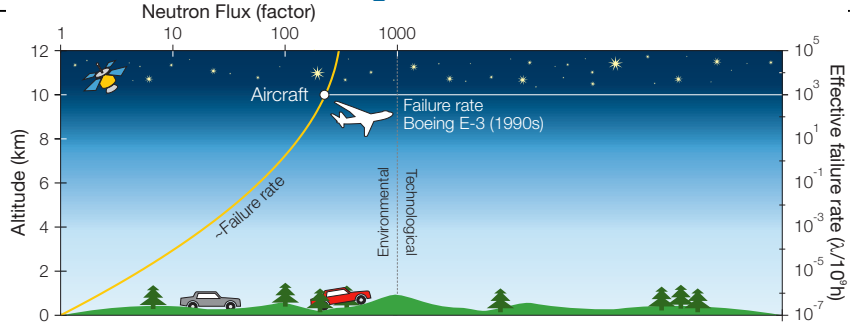 Neutron Flux (factor)
1 10 100 1000
12
10
8
6
4
2
0
Altitude (km)
Aircraft
Failure rate
Boeing E-3 (1990s)
~Failure rate
Environmental
Technological
10^5
10^3
10^1
10^-1
10^-3
10^-5
10^-7
Effective failure rate (λ/10^9h)